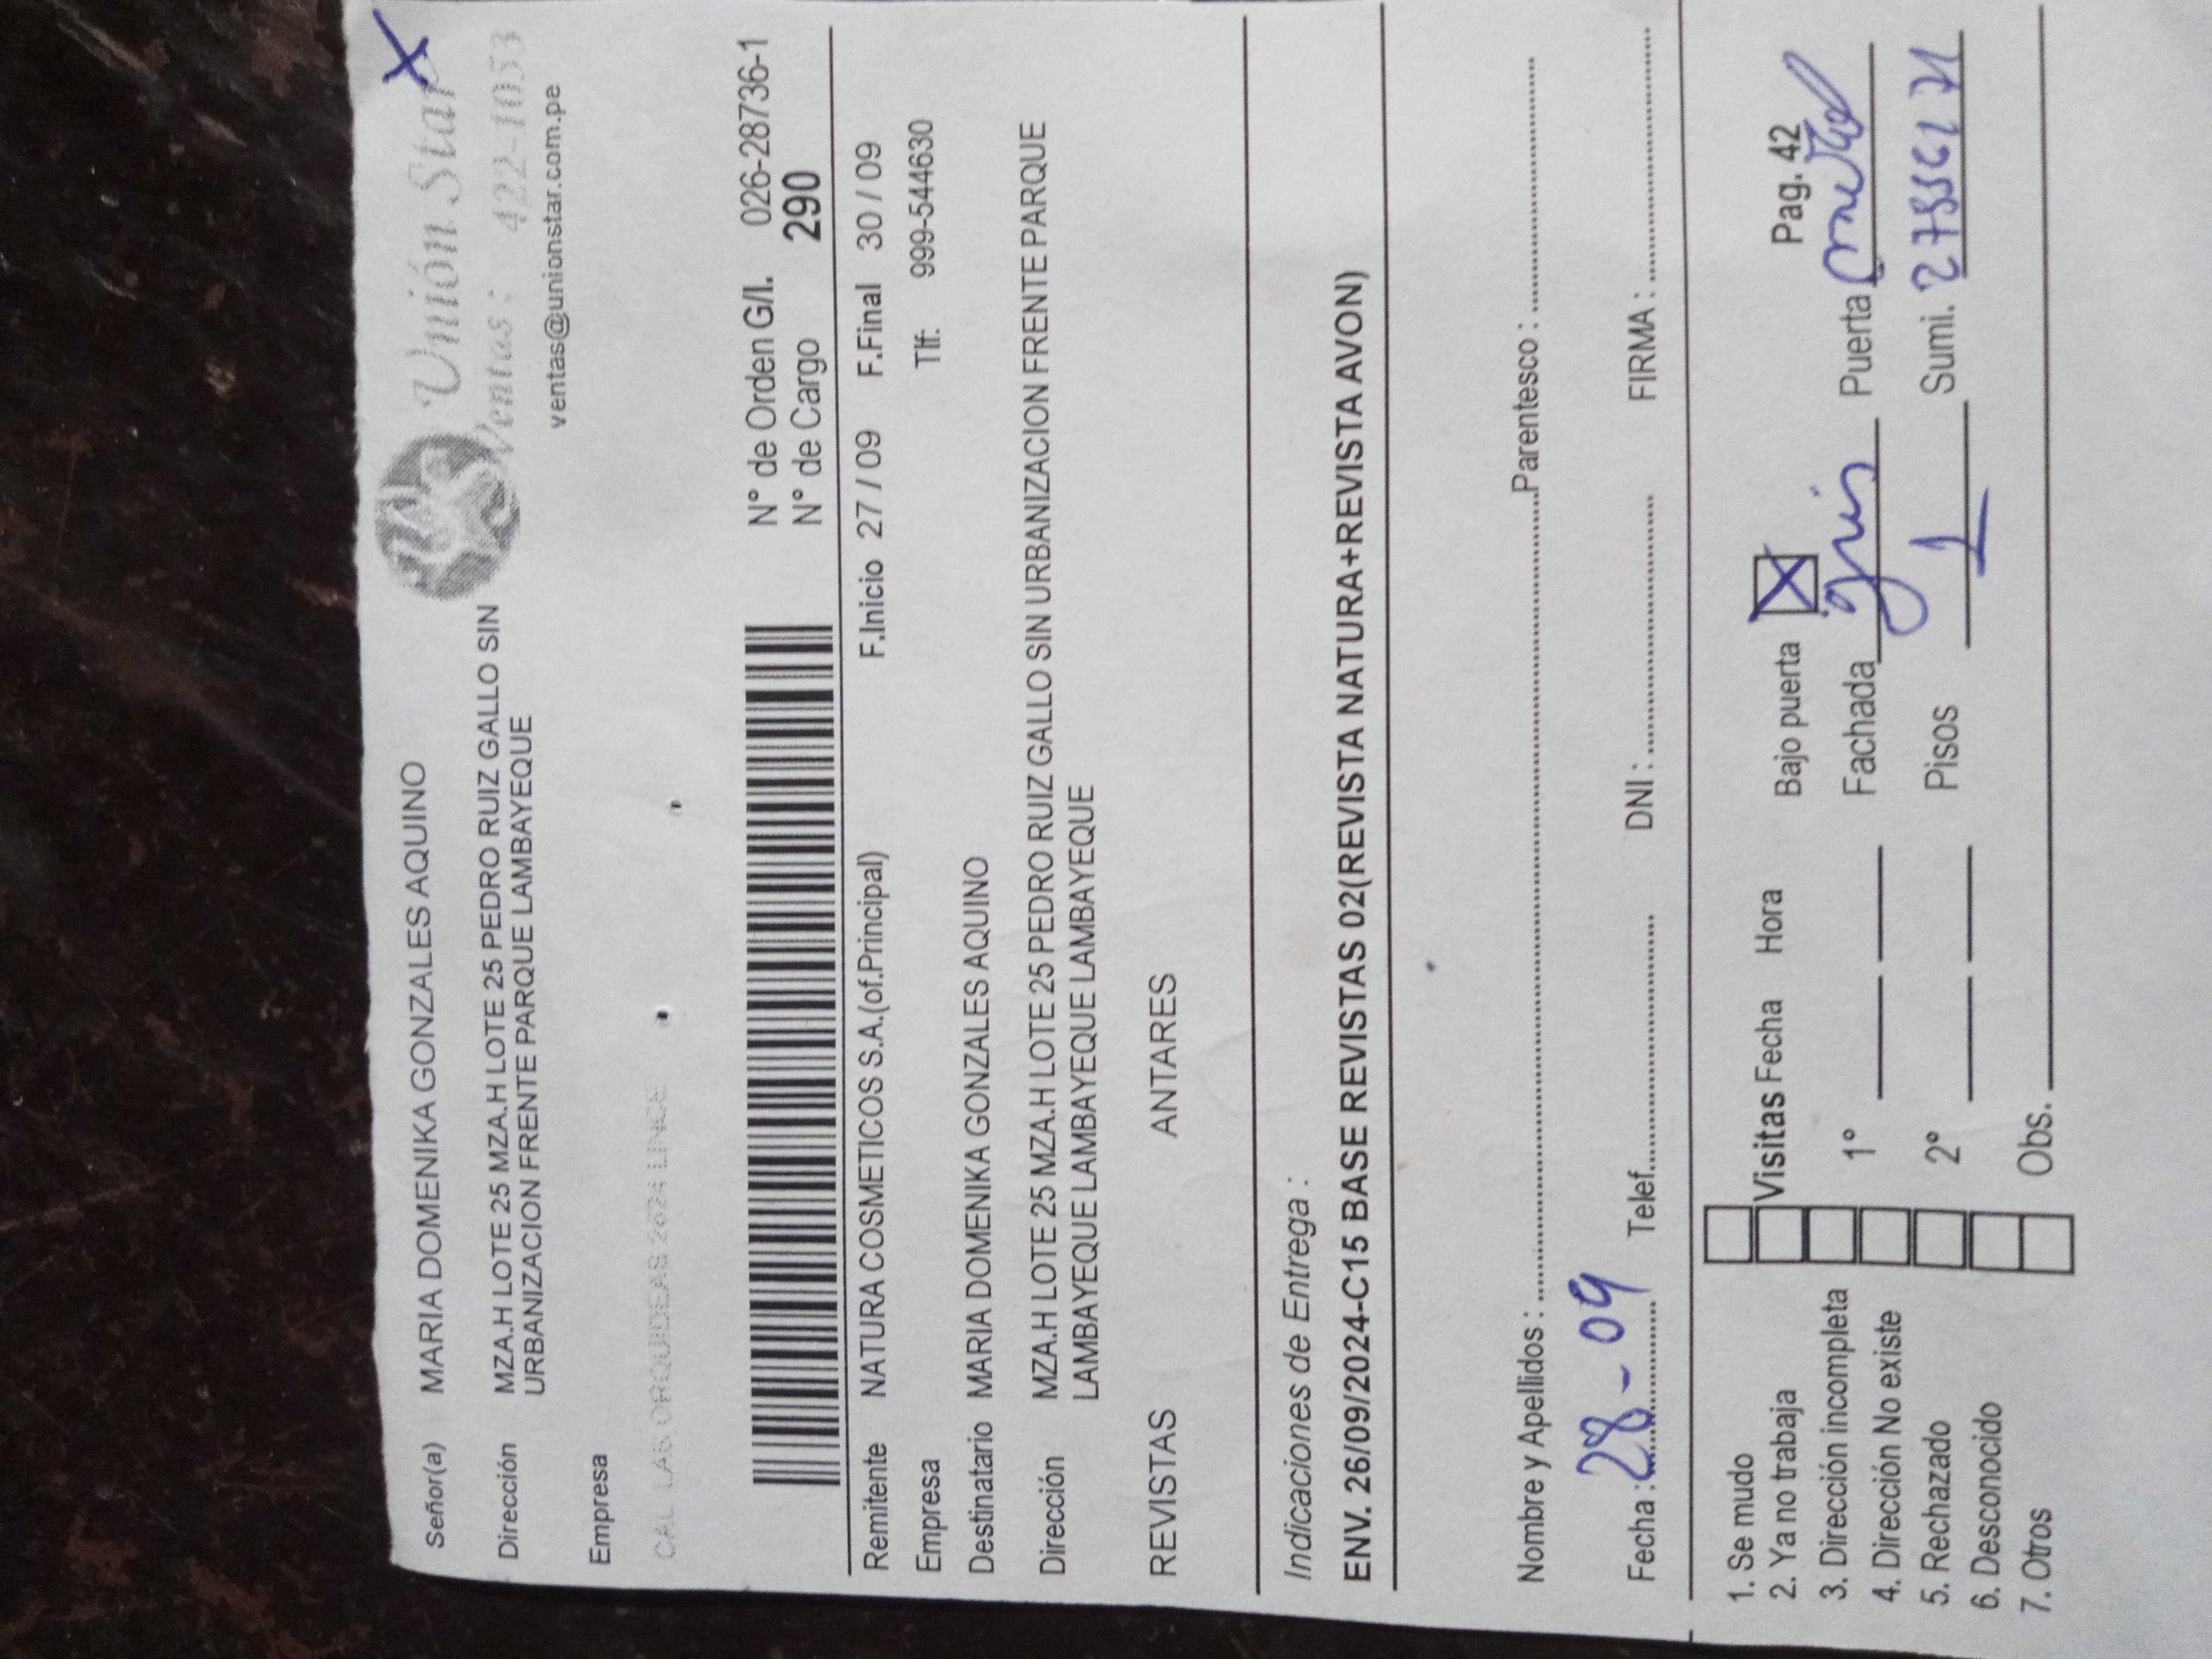 Señor(a) MARIA DOMENIKA GONZALES AQUINO
Unión Star
Ventas : 422-1053
ventas@unionstar.com.pe
Dirección MZA.H LOTE 25 MZA.H LOTE 25 PEDRO RUIZ GALLO SIN
URBANIZACION FRENTE PARQUE LAMBAYEQUE
Empresa
CAL. LAS ORQUIDEAS 2624 LINCE
N° de Orden G/I. 026-28736-1
N° de Cargo 290
Remitente NATURA COSMETICOS S.A.(of.Principal) F.Inicio 27 / 09 F.Final 30 / 09
Empresa Tlf: 999-544630
Destinatario MARIA DOMENIKA GONZALES AQUINO
Dirección MZA.H LOTE 25 MZA.H LOTE 25 PEDRO RUIZ GALLO SIN URBANIZACION FRENTE PARQUE
LAMBAYEQUE LAMBAYEQUE LAMBAYEQUE
REVISTAS ANTARES
Indicaciones de Entrega :
ENV. 26/09/2024-C15 BASE REVISTAS 02(REVISTA NATURA+REVISTA AVON)
Nombre y Apellidos : Parentesco :
Fecha : 28-09 Telef. DNI : FIRMA :
1. Se mudo
2. Ya no trabaja
3. Dirección incompleta
4. Dirección No existe
5. Rechazado
6. Desconocido
7. Otros
Visitas Fecha Hora Bajo puerta X Pag. 42
1° Fachada gris Puerta
2° Pisos 1 Sumi.
Obs.